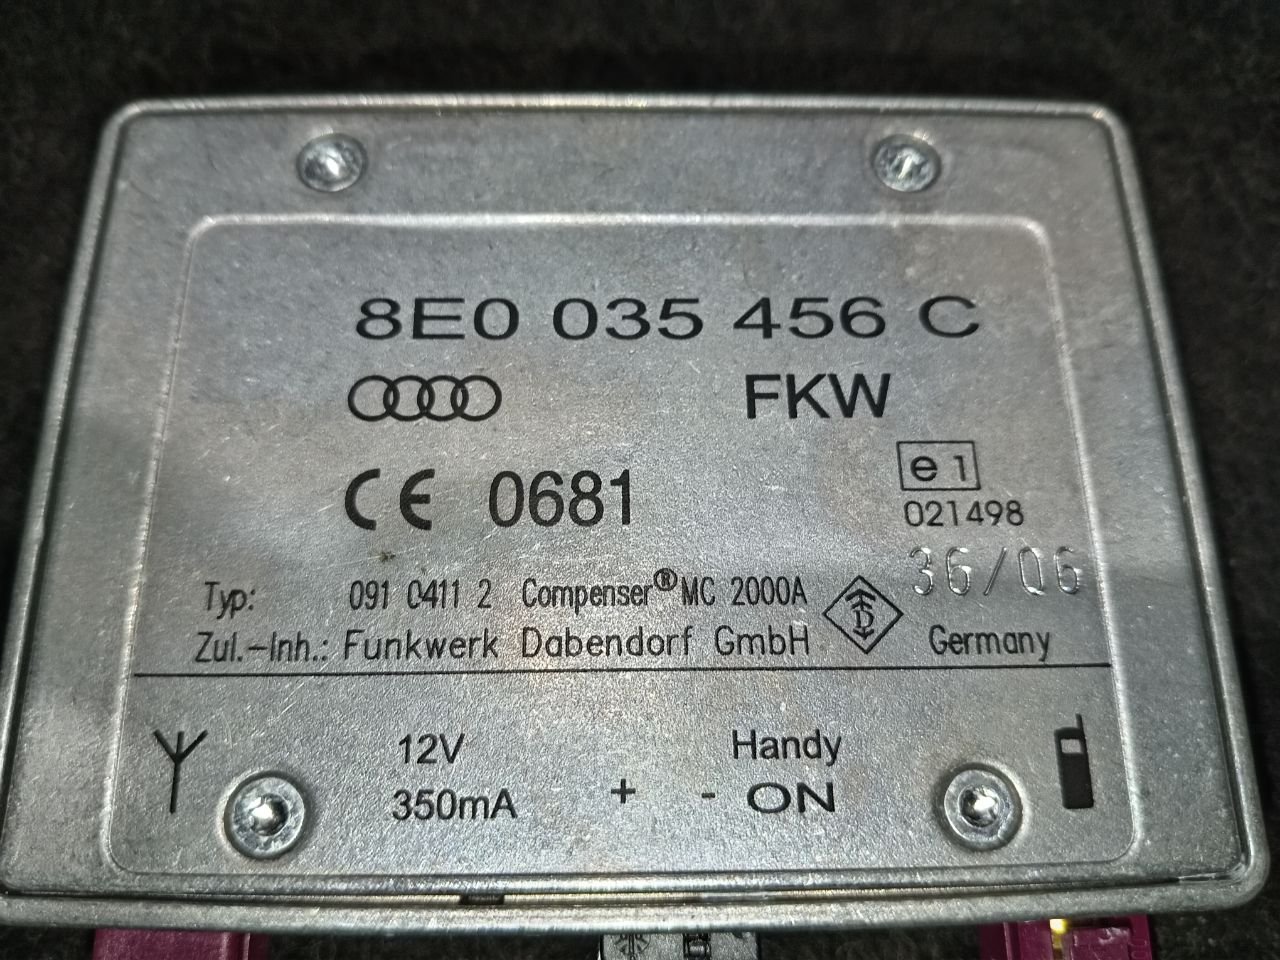 8E0 035 456 C
FKW
CE 0681
e 1
021498
36/06
Typ: 091 0411 2 Compenser® MC 2000A
Zul.-Inh.: Funkwerk Dabendorf GmbH Germany
12V Handy
350mA + - ON